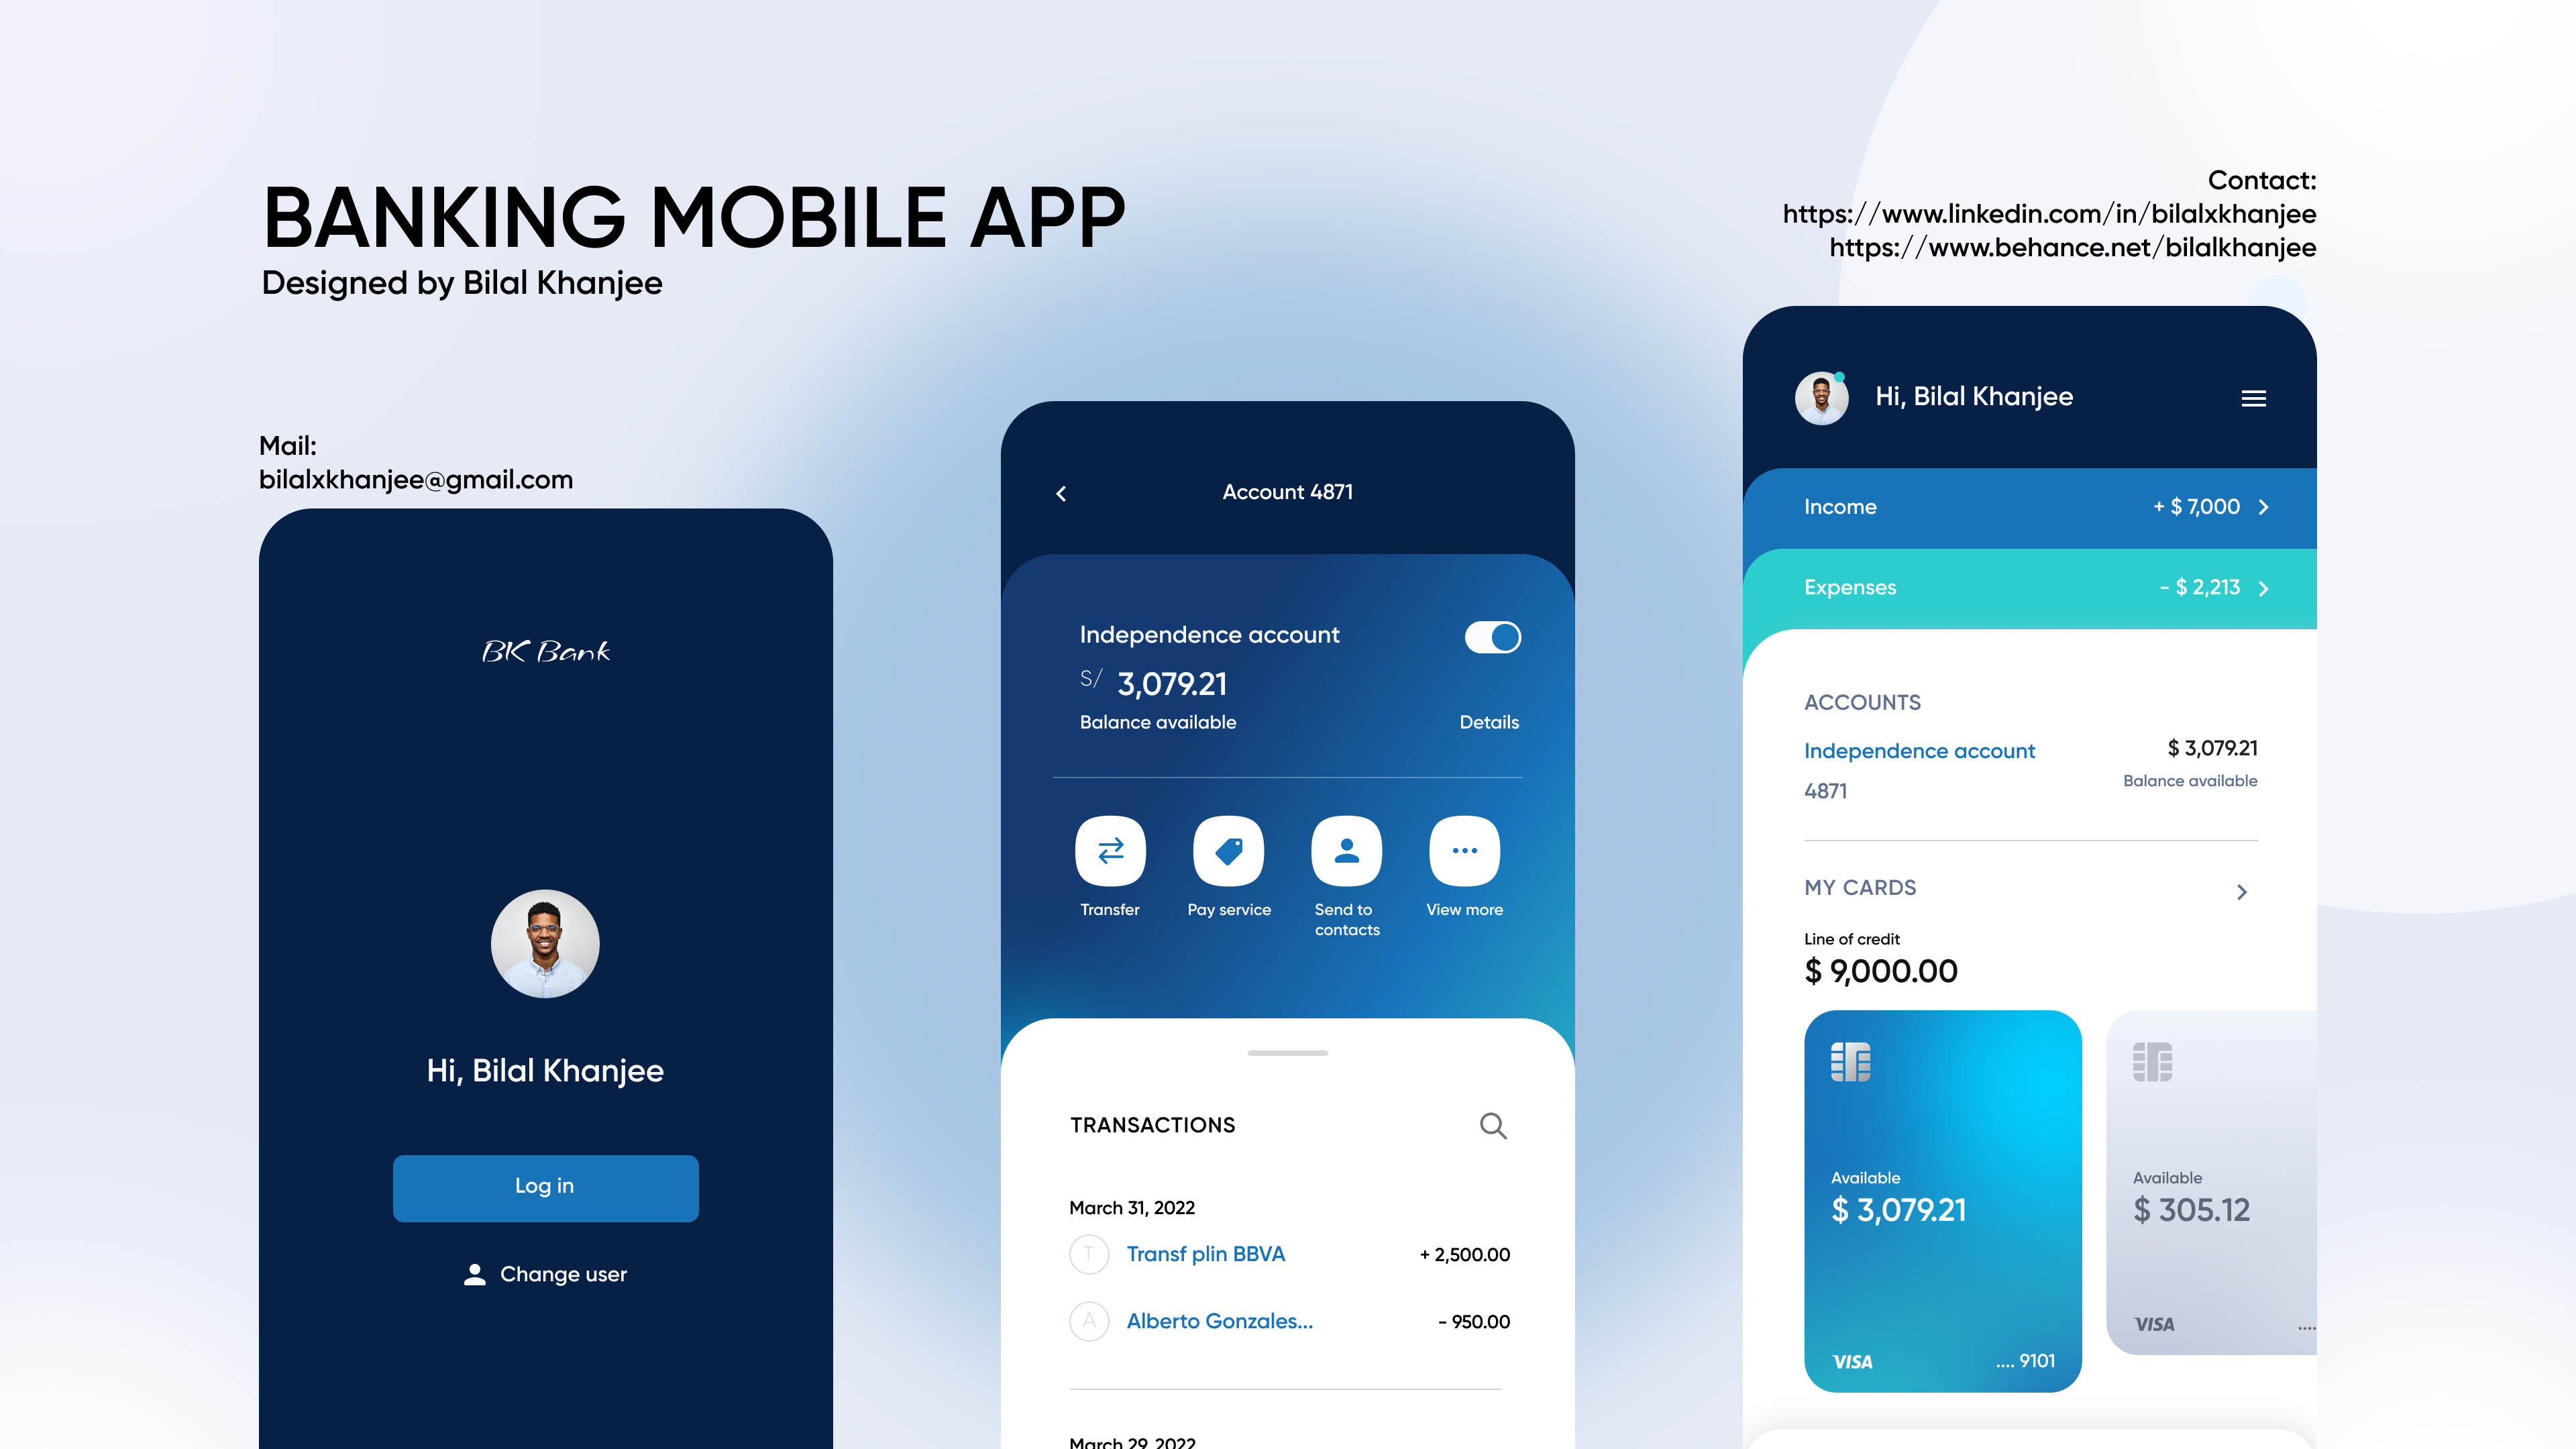 BANKING MOBILE APP
Designed by Bilal Khanjee
Contact:
https://www.linkedin.com/in/bilalxkhanjee
https://www.behance.net/bilalkhanjee
Mail:
bilalxkhanjee@gmail.com
BK Bank
Hi, Bilal Khanjee
Log in
Change user
Account 4871
Independence account
S/ 3,079.21
Balance available
Details
Transfer
Pay service
Send to
contacts
View more
TRANSACTIONS
March 31, 2022
T Transf plin BBVA + 2,500.00
A Alberto Gonzales... - 950.00
March 29, 2022
Hi, Bilal Khanjee
Income + $ 7,000
Expenses - $ 2,213
ACCOUNTS
Independence account $ 3,079.21
4871 Balance available
MY CARDS
Line of credit
$ 9,000.00
Available
$ 3,079.21
VISA .... 9101
Available
$ 305.12
VISA ....